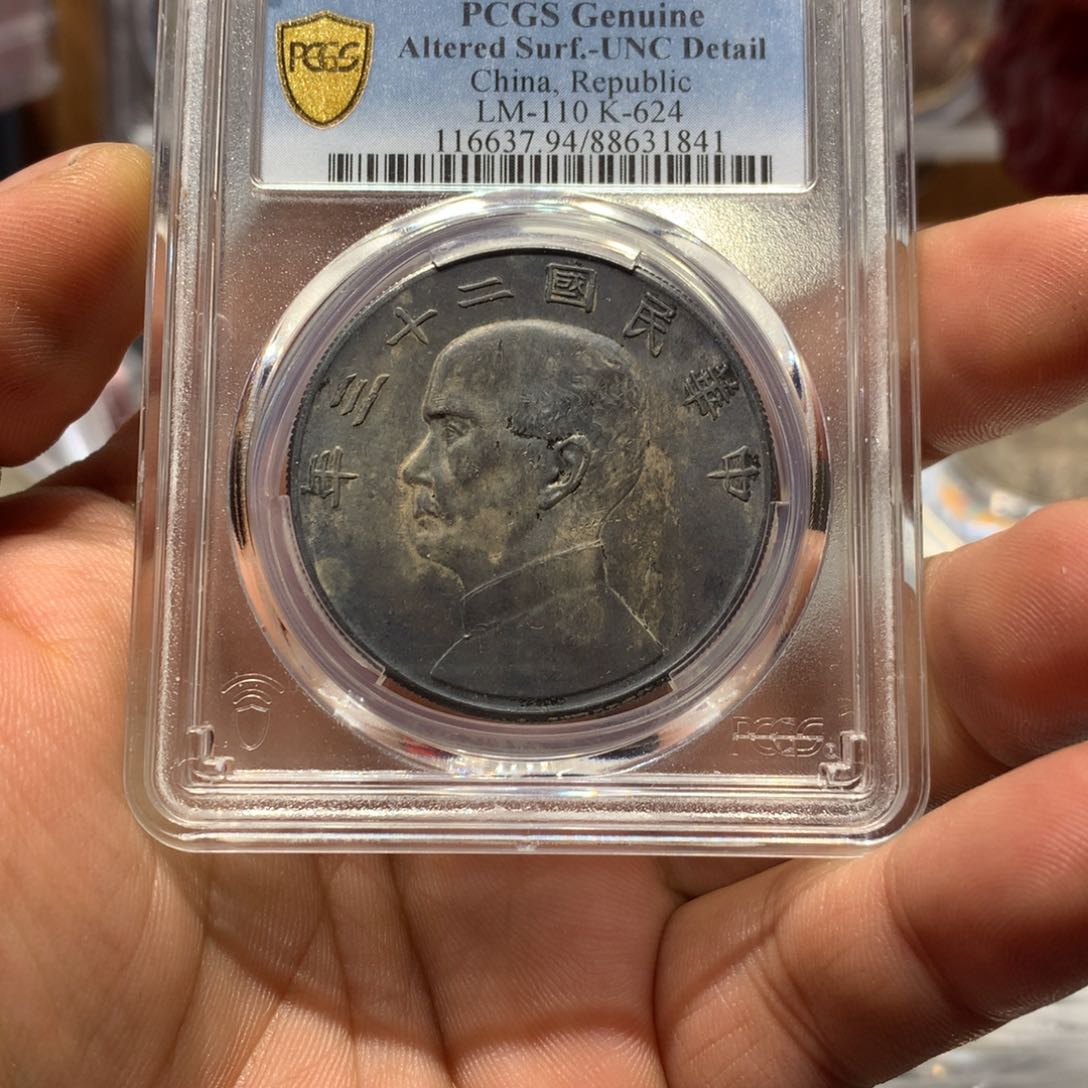 PCGS Genuine
PCGS
Altered Surf.-UNC Detail
China, Republic
LM-110 K-624
116637.94/88631841
年三十二國民華中
PCGS